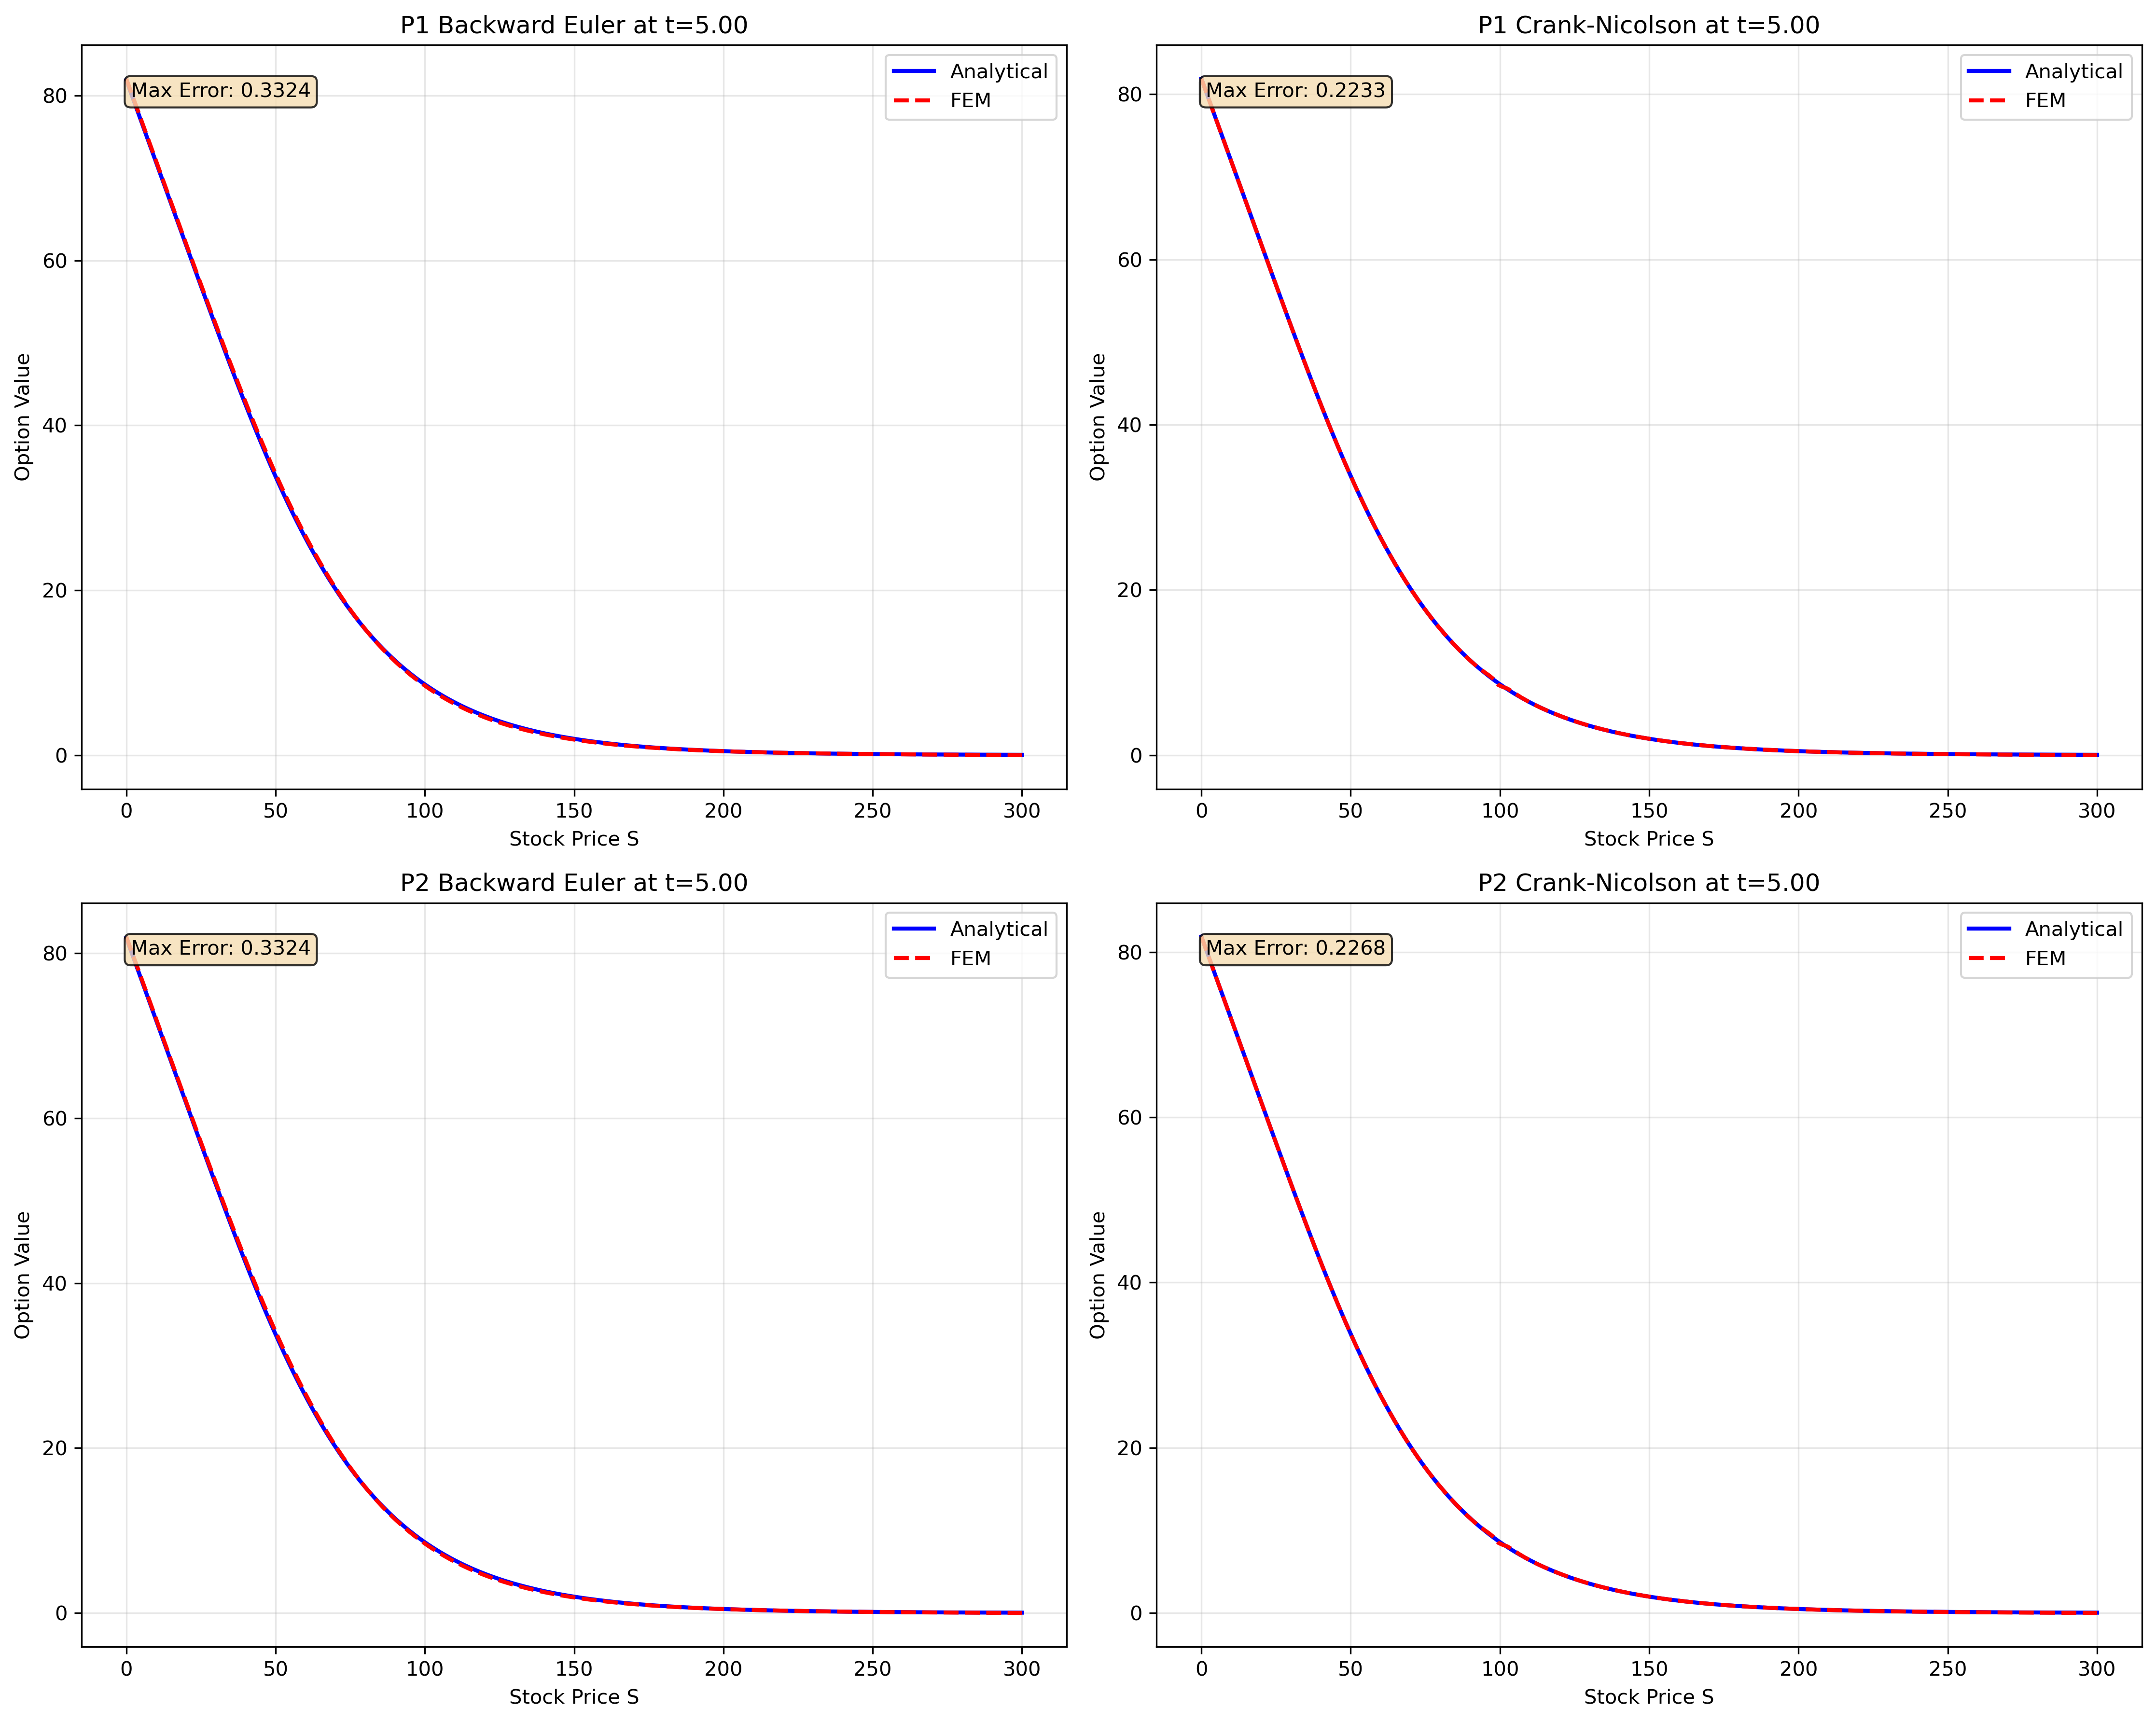 P1 Backward Euler at t=5.00
Max Error: 0.3324
Analytical
FEM
Option Value
80
60
40
20
0
0 50 100 150 200 250 300
Stock Price S
P1 Crank-Nicolson at t=5.00
Max Error: 0.2233
Analytical
FEM
Option Value
80
60
40
20
0
0 50 100 150 200 250 300
Stock Price S
P2 Backward Euler at t=5.00
Max Error: 0.3324
Analytical
FEM
Option Value
80
60
40
20
0
0 50 100 150 200 250 300
Stock Price S
P2 Crank-Nicolson at t=5.00
Max Error: 0.2268
Analytical
FEM
Option Value
80
60
40
20
0
0 50 100 150 200 250 300
Stock Price S